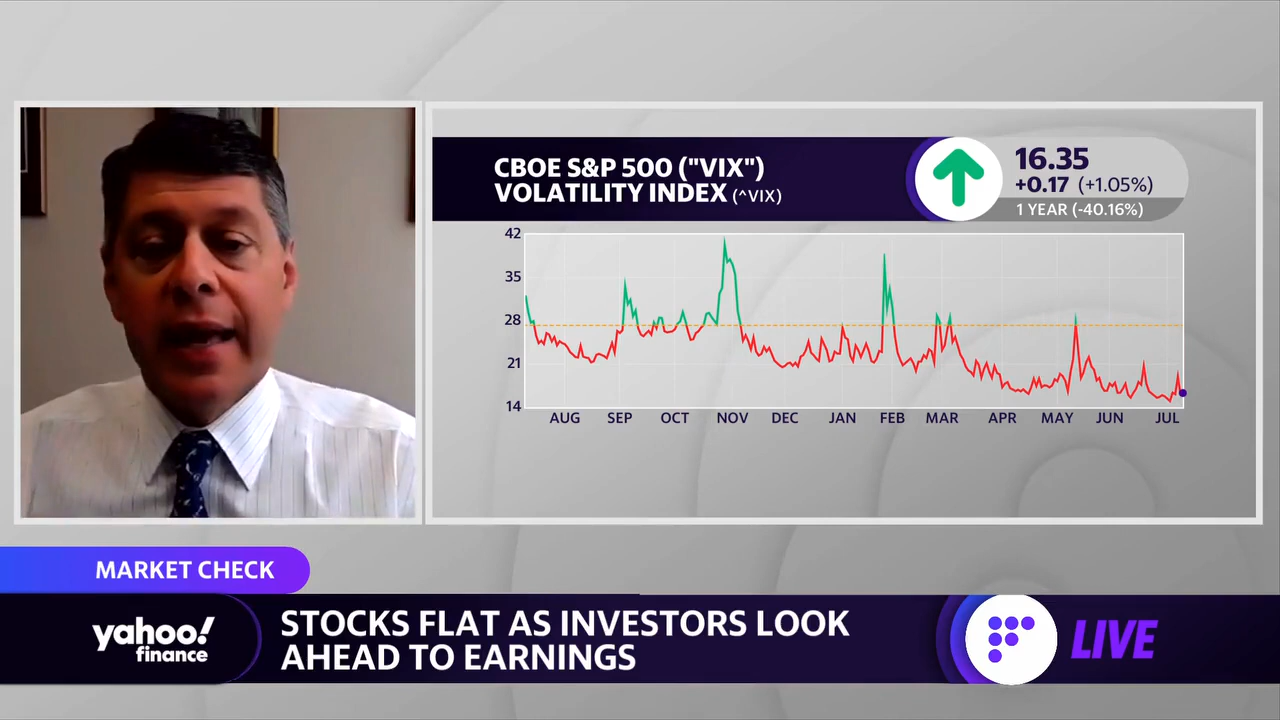 CBOE S&P 500 ("VIX")
VOLATILITY INDEX (^VIX)
16.35
+0.17 (+1.05%)
1 YEAR (-40.16%)
42
35
28
21
14
AUG SEP OCT NOV DEC JAN FEB MAR APR MAY JUN JUL
MARKET CHECK
yahoo!
finance
STOCKS FLAT AS INVESTORS LOOK
AHEAD TO EARNINGS
LIVE